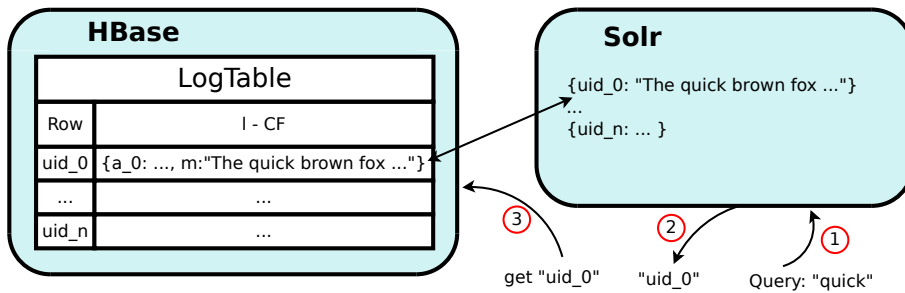 HBase
LogTable
Row
l - CF
uid_0
{a_0: ..., m:"The quick brown fox ..."}
...
...
uid_n
...
Solr
{uid_0: "The quick brown fox ..."}
...
{uid_n: ... }
3
2
1
get "uid_0"
"uid_0"
Query: "quick"